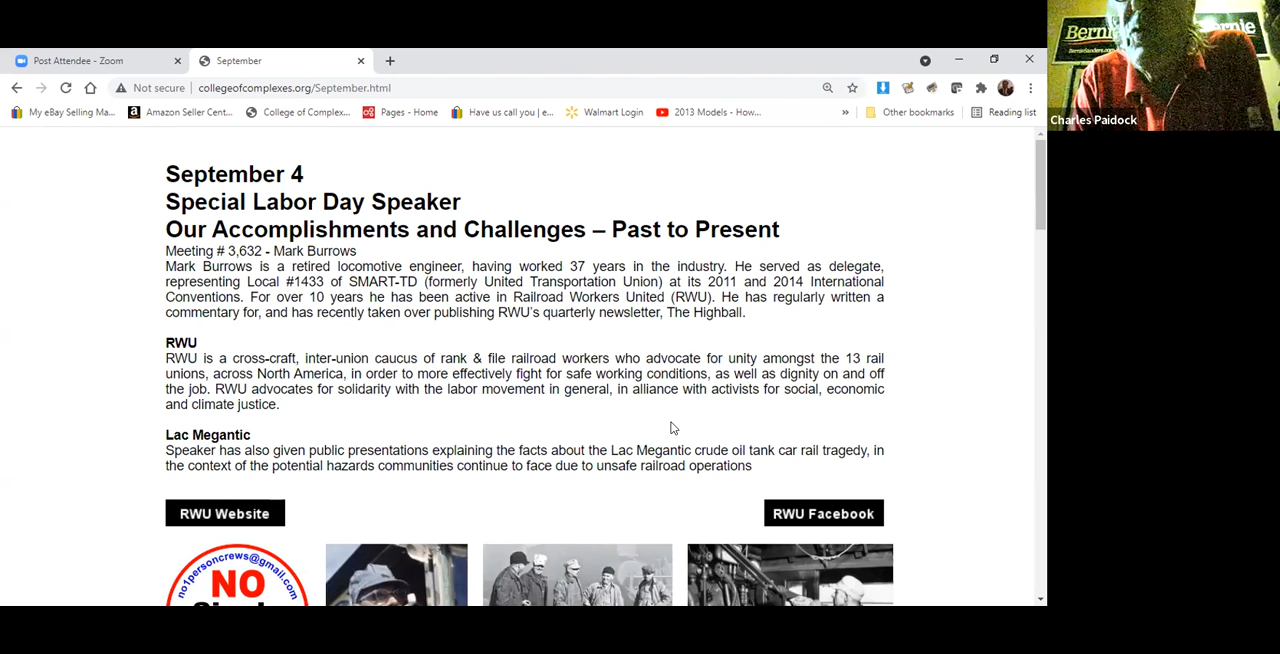 Post Attendee - Zoom
September
Not secure
collegeofcomplexes.org/September.html
My eBay Selling Ma...
Amazon Seller Cent...
College of Complex...
Pages - Home
Have us call you | e...
Walmart Login
2013 Models - How...
»
Other bookmarks
Reading list
September 4
Special Labor Day Speaker
Our Accomplishments and Challenges – Past to Present
Meeting # 3,632 - Mark Burrows
Mark Burrows is a retired locomotive engineer, having worked 37 years in the industry. He served as delegate,
representing Local #1433 of SMART-TD (formerly United Transportation Union) at its 2011 and 2014 International
Conventions. For over 10 years he has been active in Railroad Workers United (RWU). He has regularly written a
commentary for, and has recently taken over publishing RWU's quarterly newsletter, The Highball.
RWU
RWU is a cross-craft, inter-union caucus of rank & file railroad workers who advocate for unity amongst the 13 rail
unions, across North America, in order to more effectively fight for safe working conditions, as well as dignity on and off
the job. RWU advocates for solidarity with the labor movement in general, in alliance with activists for social, economic
and climate justice.
Lac Megantic
Speaker has also given public presentations explaining the facts about the Lac Megantic crude oil tank car rail tragedy, in
the context of the potential hazards communities continue to face due to unsafe railroad operations
RWU Website
RWU Facebook
no1personcrews@gmail.com
NO
Berni
BernieSanders.com
rnie
Charles Paidock